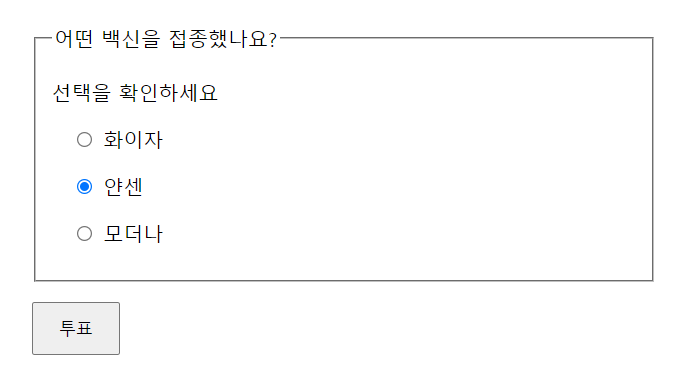 어떤 백신을 접종했나요?
선택을 확인하세요
화이자
얀센
모더나
투표